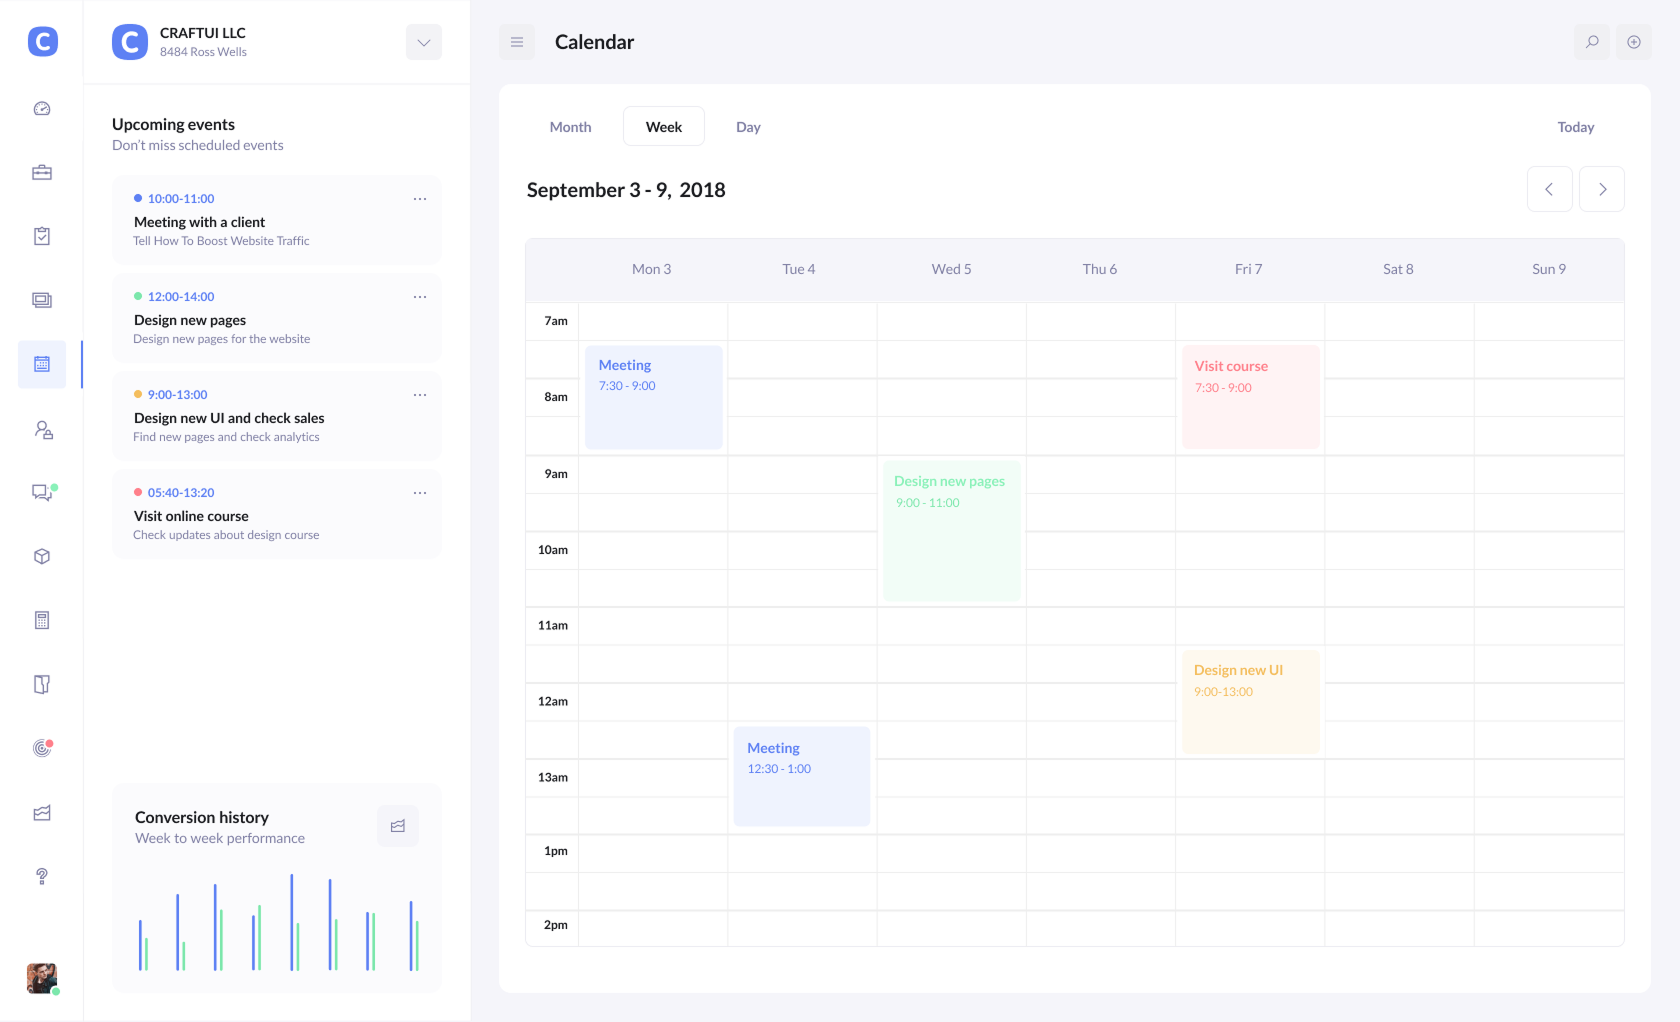 C
C
CRAFTUI LLC
8484 Ross Wells
Upcoming events
Don't miss scheduled events
10:00-11:00
Meeting with a client
Tell How To Boost Website Traffic
12:00-14:00
Design new pages
Design new pages for the website
9:00-13:00
Design new UI and check sales
Find new pages and check analytics
05:40-13:20
Visit online course
Check updates about design course
Conversion history
Week to week performance
Calendar
Month Week Day Today
September 3 - 9, 2018
Mon 3 Tue 4 Wed 5 Thu 6 Fri 7 Sat 8 Sun 9
7am
Meeting
7:30 - 9:00
Visit course
7:30 - 9:00
8am
9am
Design new pages
9:00 - 11:00
10am
11am
Design new UI
9:00-13:00
12am
Meeting
12:30 - 1:00
13am
1pm
2pm